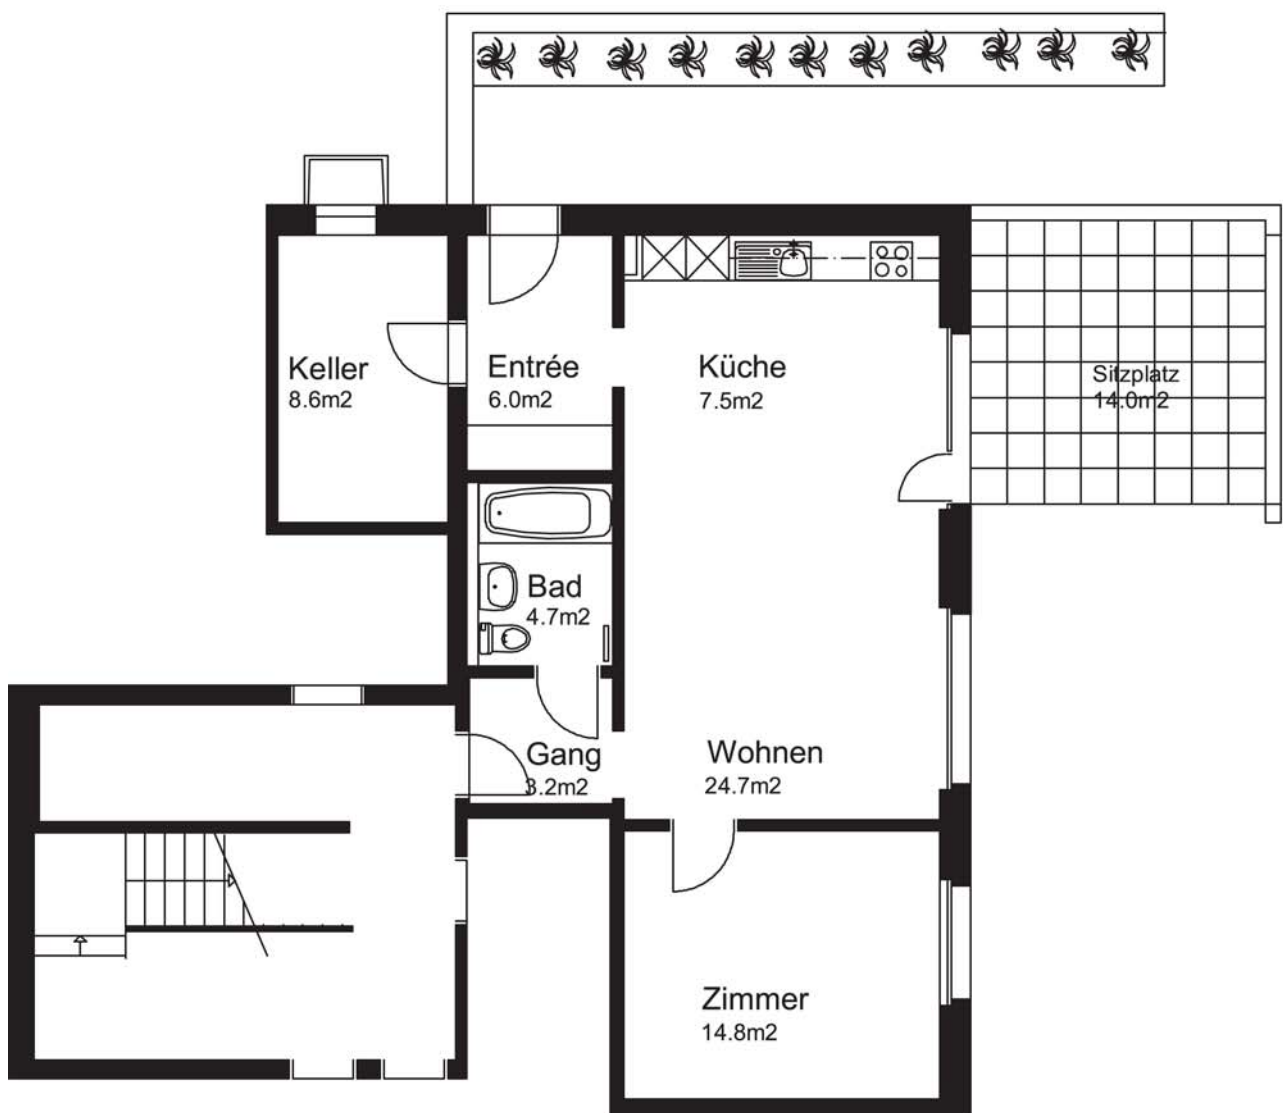 Keller
8.6m2
Entrée
6.0m2
Küche
7.5m2
Sitzplatz
14.0m2
Bad
4.7m2
Gang
3.2m2
Wohnen
24.7m2
Zimmer
14.8m2